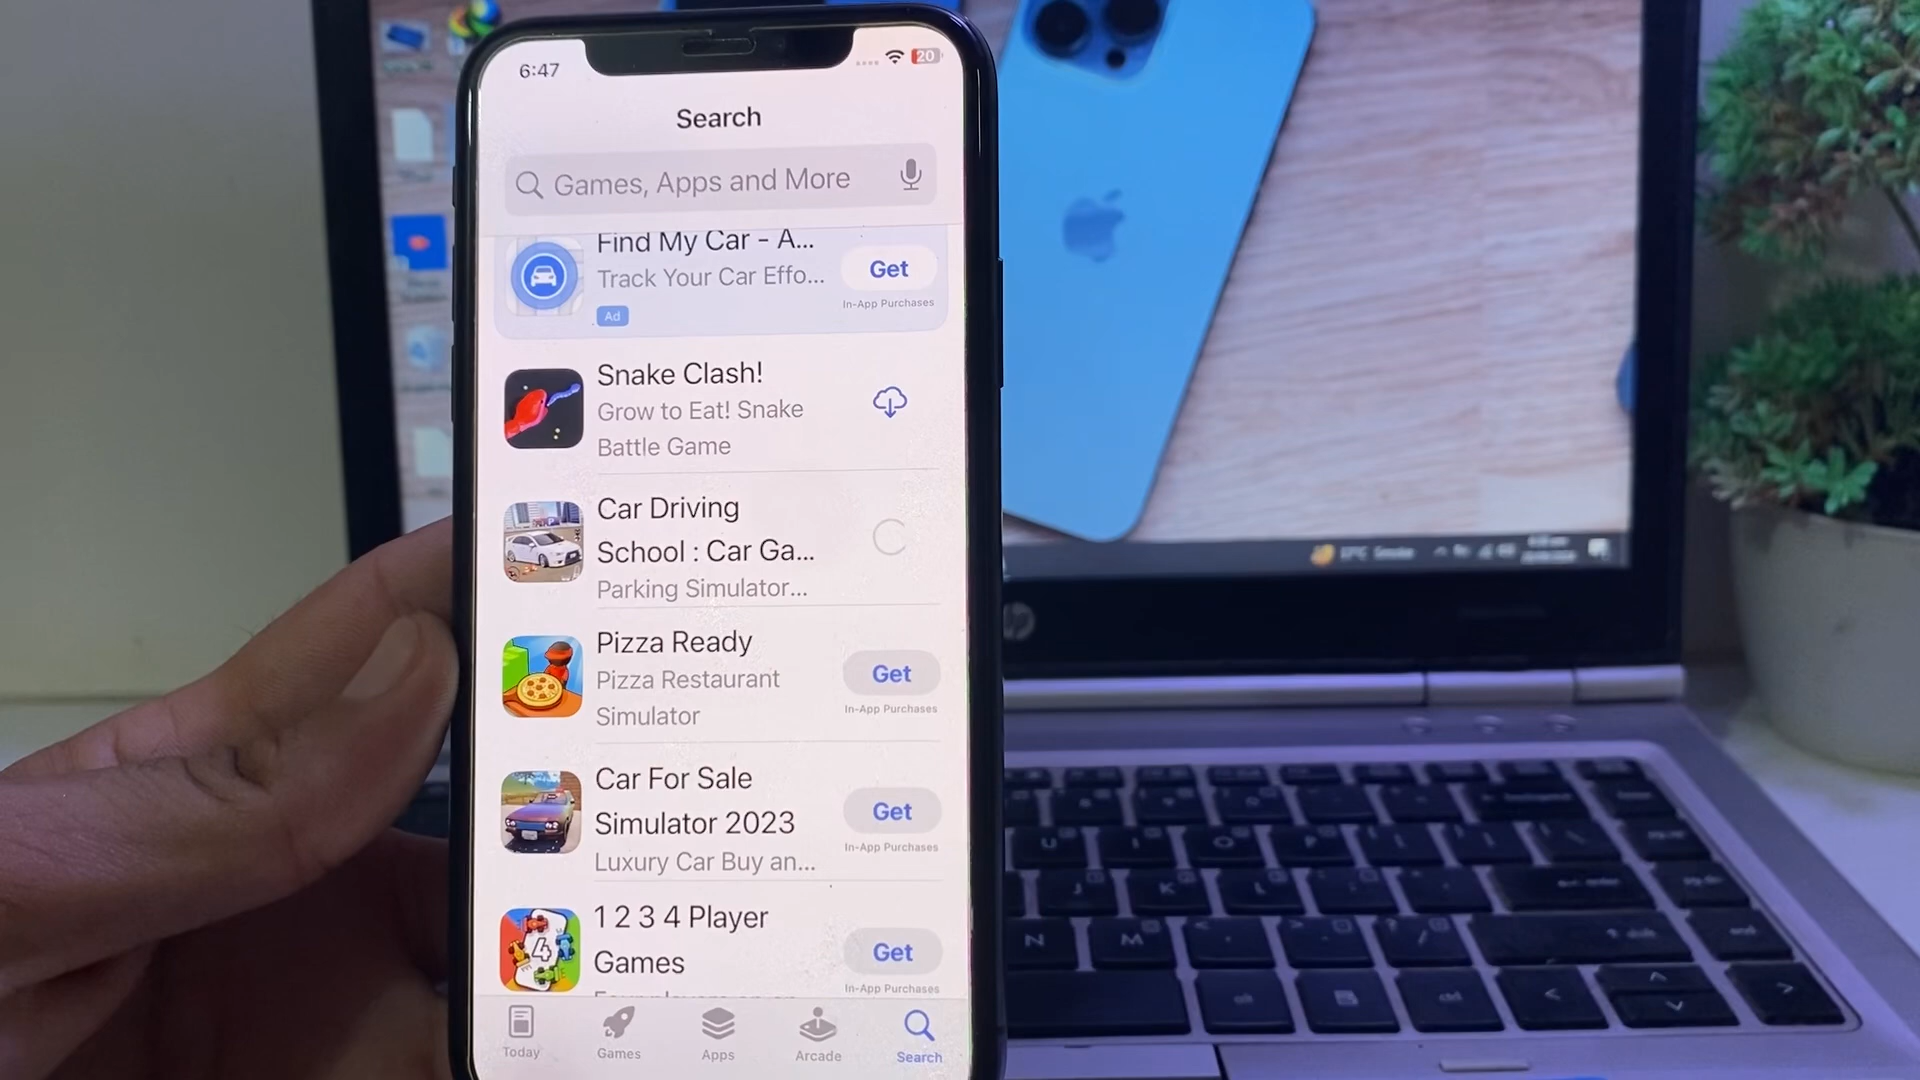 6:47
20
Search
Games, Apps and More
Find My Car - A...
Track Your Car Effo...
Ad
Get
In-App Purchases
Snake Clash!
Grow to Eat! Snake
Battle Game
Car Driving
School : Car Ga...
Parking Simulator...
Pizza Ready
Pizza Restaurant
Simulator
Get
In-App Purchases
Car For Sale
Simulator 2023
Luxury Car Buy an...
Get
In-App Purchases
1 2 3 4 Player
Games
Get
In-App Purchases
Today
Games
Apps
Arcade
Search
hp
U
J
K
L
N
M